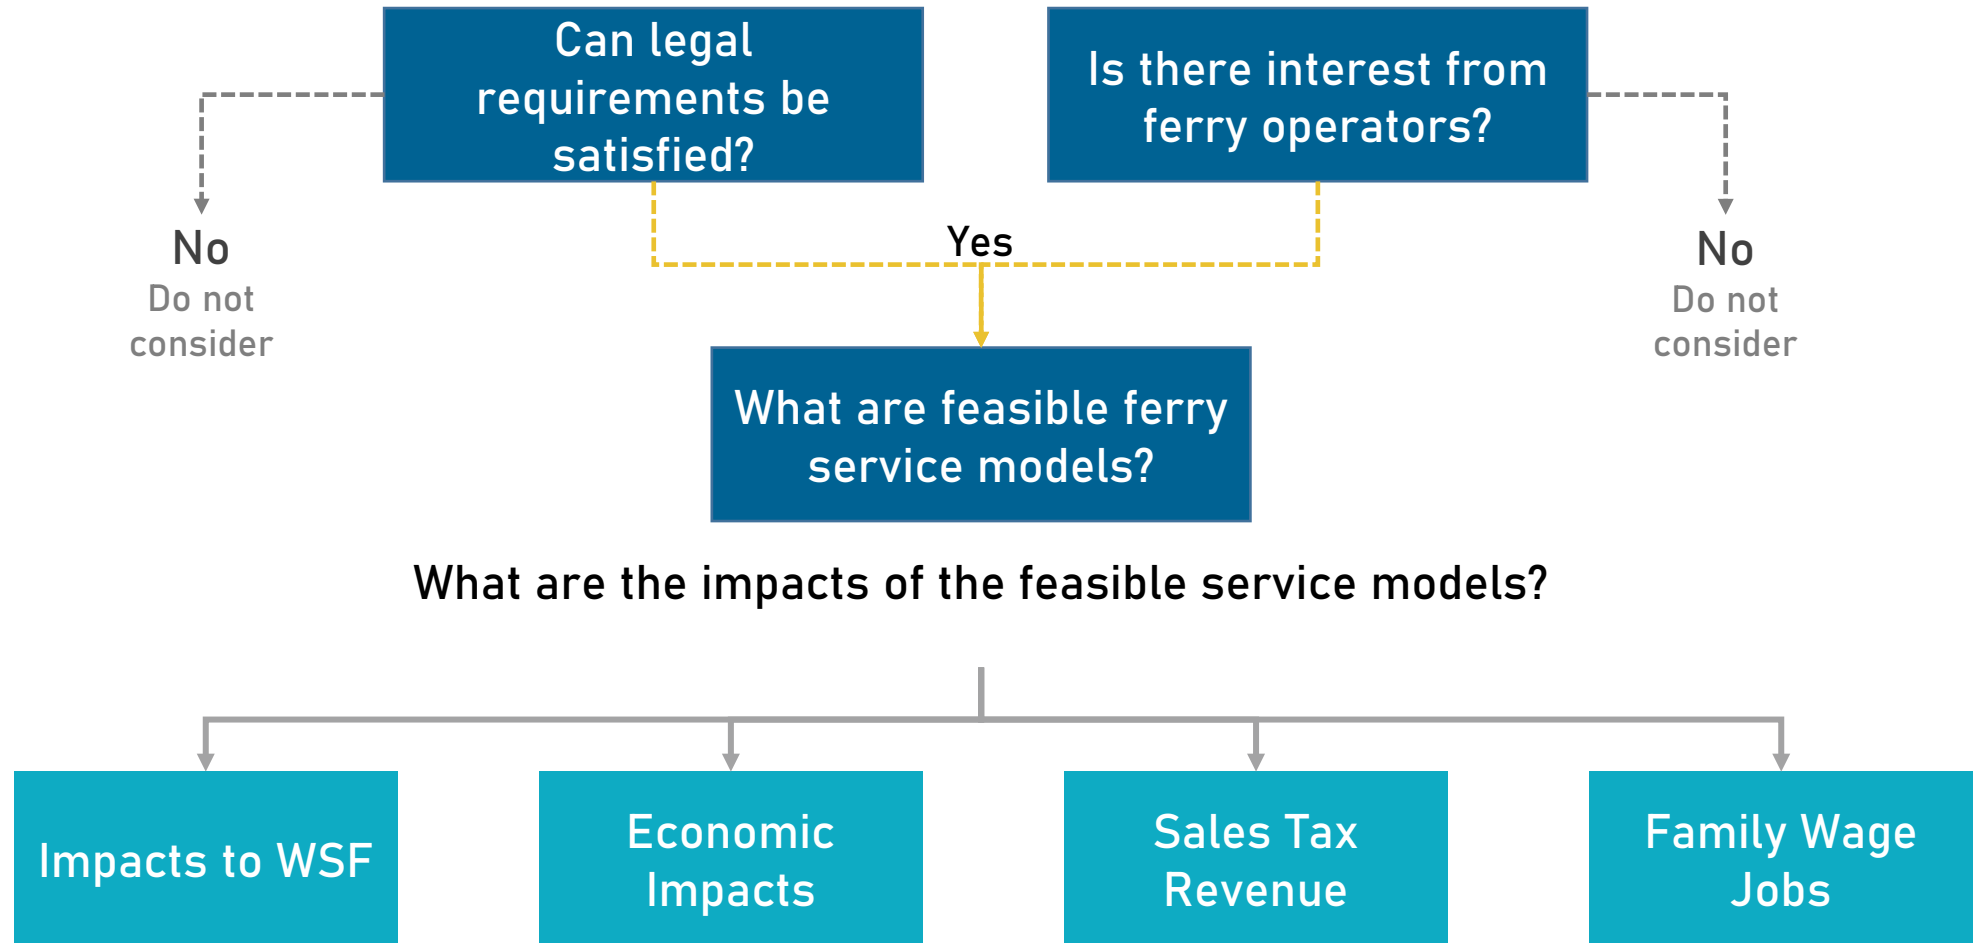 Can legal
requirements be
satisfied?
Is there interest from
ferry operators?
No
Do not
consider
Yes
No
Do not
consider
What are feasible ferry
service models?
What are the impacts of the feasible service models?
Impacts to WSF
Economic
Impacts
Sales Tax
Revenue
Family Wage
Jobs